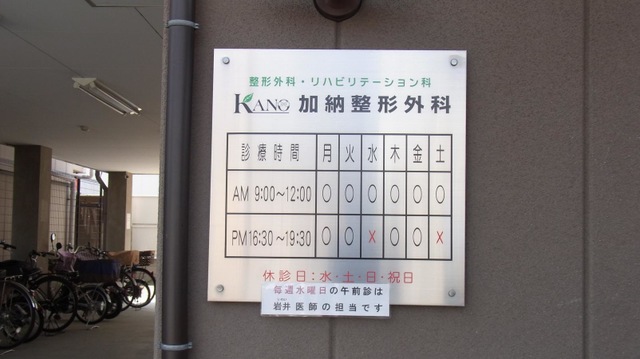 整形外科・リハビリテーション科
KANO 加納整形外科
診療時間 月 火 水 木 金 土
AM 9:00~12:00 ○ ○ ○ ○ ○ ○
PM 16:30~19:30 ○ ○ × ○ ○ ×
休診日:水・土・日・祝日
毎週水曜日の午前診は
岩井医師の担当です